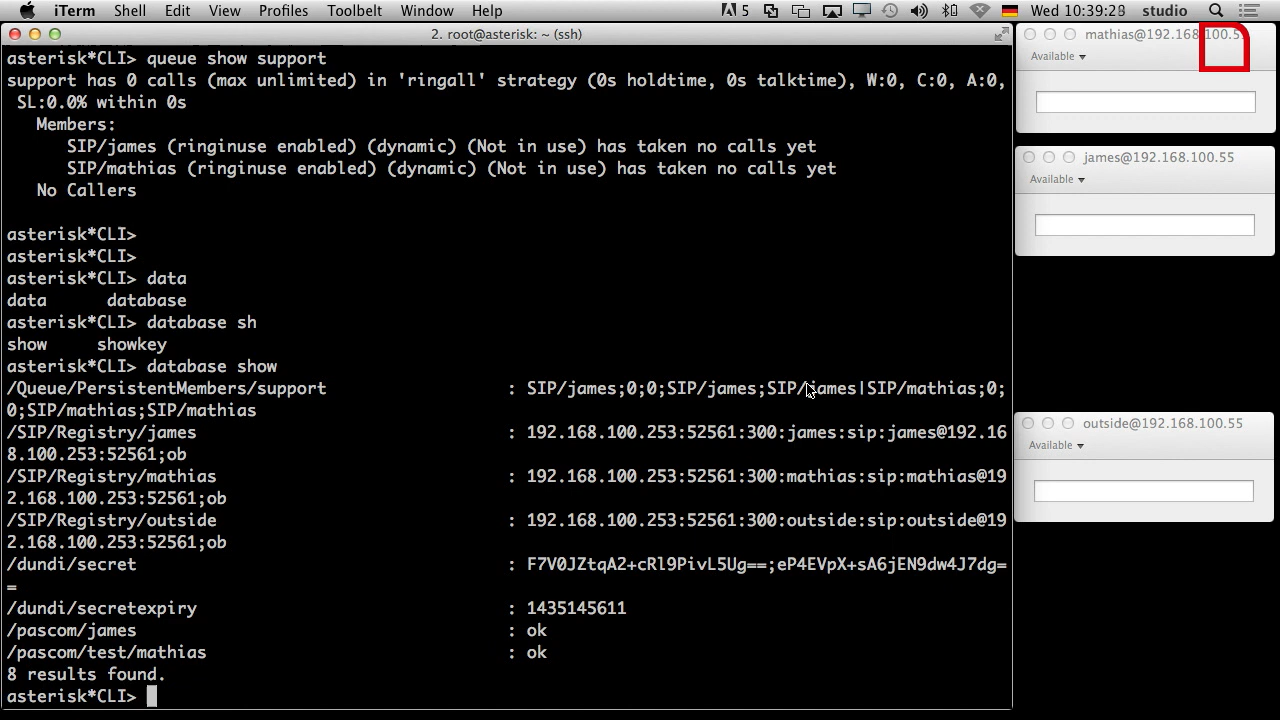 iTerm Shell Edit View Profiles Toolbelt Window Help 5 Wed 10:39:23 studio
2. root@asterisk: ~ (ssh)
asterisk*CLI> queue show support
support has 0 calls (max unlimited) in 'ringall' strategy (0s holdtime, 0s talktime), W:0, C:0, A:0,
SL:0.0% within 0s
Members:
SIP/james (ringinuse enabled) (dynamic) (Not in use) has taken no calls yet
SIP/mathias (ringinuse enabled) (dynamic) (Not in use) has taken no calls yet
No Callers
asterisk*CLI>
asterisk*CLI>
asterisk*CLI> data
data database
asterisk*CLI> database sh
show showkey
asterisk*CLI> database show
/Queue/PersistentMembers/support : SIP/james;0;0;SIP/james;SIP/james|SIP/mathias;0;
0;SIP/mathias;SIP/mathias
/SIP/Registry/james : 192.168.100.253:52561:300:james:sip:james@192.16
8.100.253:52561;ob
/SIP/Registry/mathias : 192.168.100.253:52561:300:mathias:sip:mathias@19
2.168.100.253:52561;ob
/SIP/Registry/outside : 192.168.100.253:52561:300:outside:sip:outside@19
2.168.100.253:52561;ob
/dundi/secret : F7V0JZtqA2+cRl9PivL5Ug==;eP4EVpX+sA6jEN9dw4J7dg=
=
/dundi/secretexpiry : 1435145611
/pascom/james : ok
/pascom/test/mathias : ok
8 results found.
asterisk*CLI>
mathias@192.168.100.55
Available
james@192.168.100.55
Available
outside@192.168.100.55
Available